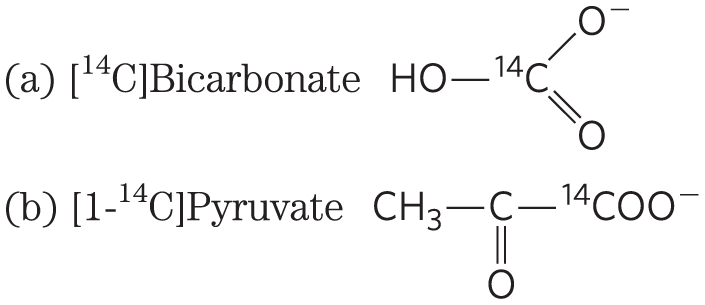 (a) [¹⁴C]Bicarbonate HO—¹⁴C O⁻ O
(b) [1-¹⁴C]Pyruvate CH₃—C—¹⁴COO⁻
O